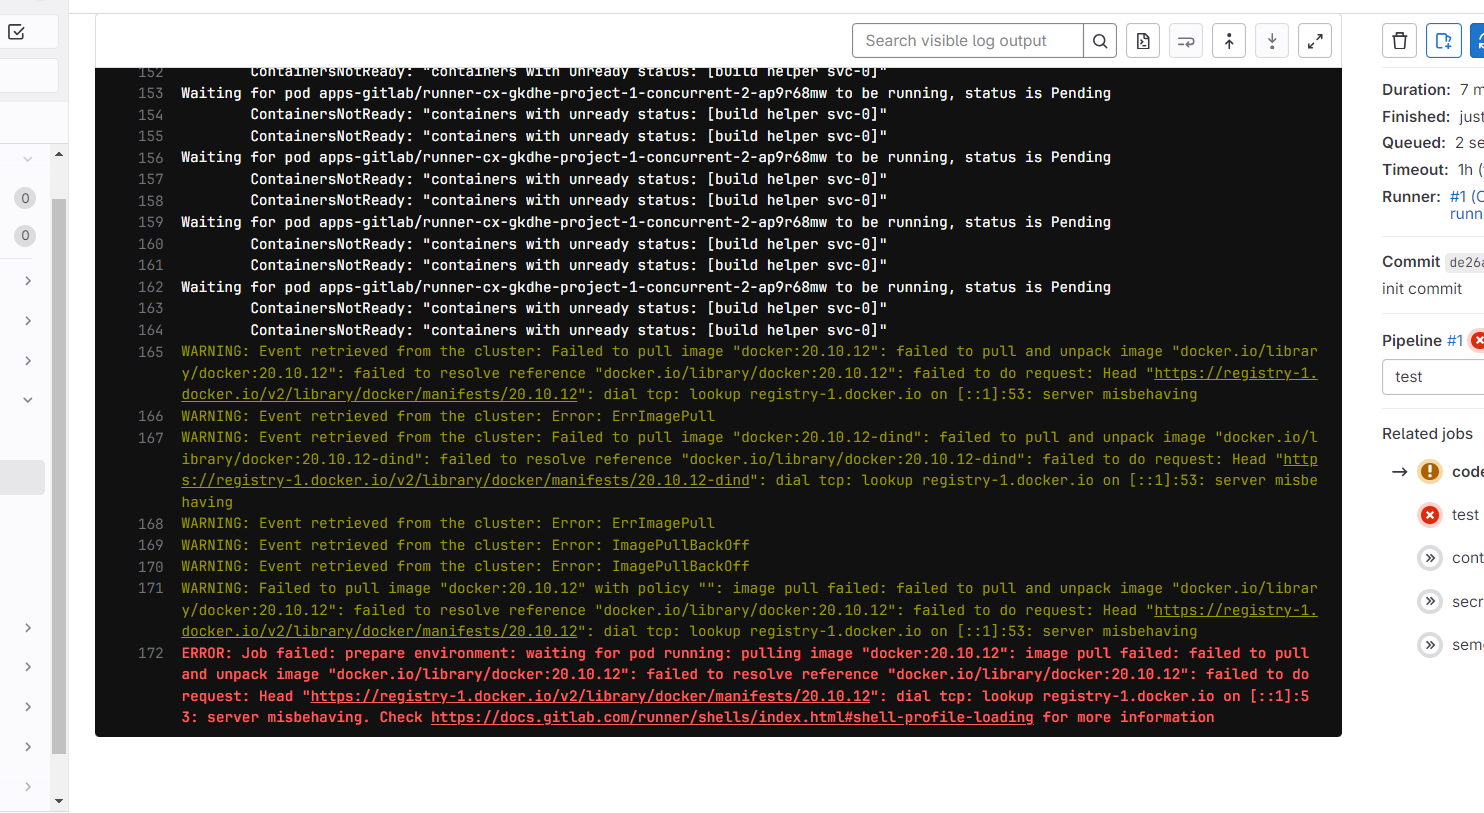 Search visible log output
152 ContainersNotReady: "containers with unready status: [build helper svc-0]"
153 Waiting for pod apps-gitlab/runner-cx-gkdhe-project-1-concurrent-2-ap9r68mw to be running, status is Pending
154 ContainersNotReady: "containers with unready status: [build helper svc-0]"
155 ContainersNotReady: "containers with unready status: [build helper svc-0]"
156 Waiting for pod apps-gitlab/runner-cx-gkdhe-project-1-concurrent-2-ap9r68mw to be running, status is Pending
157 ContainersNotReady: "containers with unready status: [build helper svc-0]"
158 ContainersNotReady: "containers with unready status: [build helper svc-0]"
159 Waiting for pod apps-gitlab/runner-cx-gkdhe-project-1-concurrent-2-ap9r68mw to be running, status is Pending
160 ContainersNotReady: "containers with unready status: [build helper svc-0]"
161 ContainersNotReady: "containers with unready status: [build helper svc-0]"
162 Waiting for pod apps-gitlab/runner-cx-gkdhe-project-1-concurrent-2-ap9r68mw to be running, status is Pending
163 ContainersNotReady: "containers with unready status: [build helper svc-0]"
164 ContainersNotReady: "containers with unready status: [build helper svc-0]"
165 WARNING: Event retrieved from the cluster: Failed to pull image "docker:20.10.12": failed to pull and unpack image "docker.io/librar
y/docker:20.10.12": failed to resolve reference "docker.io/library/docker:20.10.12": failed to do request: Head "https://registry-1.
docker.io/v2/library/docker/manifests/20.10.12": dial tcp: lookup registry-1.docker.io on [::1]:53: server misbehaving
166 WARNING: Event retrieved from the cluster: Error: ErrImagePull
167 WARNING: Event retrieved from the cluster: Failed to pull image "docker:20.10.12-dind": failed to pull and unpack image "docker.io/l
ibrary/docker:20.10.12-dind": failed to resolve reference "docker.io/library/docker:20.10.12-dind": failed to do request: Head "http
s://registry-1.docker.io/v2/library/docker/manifests/20.10.12-dind": dial tcp: lookup registry-1.docker.io on [::1]:53: server misbe
having
168 WARNING: Event retrieved from the cluster: Error: ErrImagePull
169 WARNING: Event retrieved from the cluster: Error: ImagePullBackOff
170 WARNING: Event retrieved from the cluster: Error: ImagePullBackOff
171 WARNING: Failed to pull image "docker:20.10.12" with policy "": image pull failed: failed to pull and unpack image "docker.io/librar
y/docker:20.10.12": failed to resolve reference "docker.io/library/docker:20.10.12": failed to do request: Head "https://registry-1.
docker.io/v2/library/docker/manifests/20.10.12": dial tcp: lookup registry-1.docker.io on [::1]:53: server misbehaving
172 ERROR: Job failed: prepare environment: waiting for pod running: pulling image "docker:20.10.12": image pull failed: failed to pull
and unpack image "docker.io/library/docker:20.10.12": failed to resolve reference "docker.io/library/docker:20.10.12": failed to do
request: Head "https://registry-1.docker.io/v2/library/docker/manifests/20.10.12": dial tcp: lookup registry-1.docker.io on [::1]:5
3: server misbehaving. Check https://docs.gitlab.com/runner/shells/index.html#shell-profile-loading for more information
0
0
Duration: 7 m
Finished: just
Queued: 2 se
Timeout: 1h (
Runner: #1 (
runn
Commit de26
init commit
Pipeline #1
test
Related jobs
code
test
cont
secr
sem